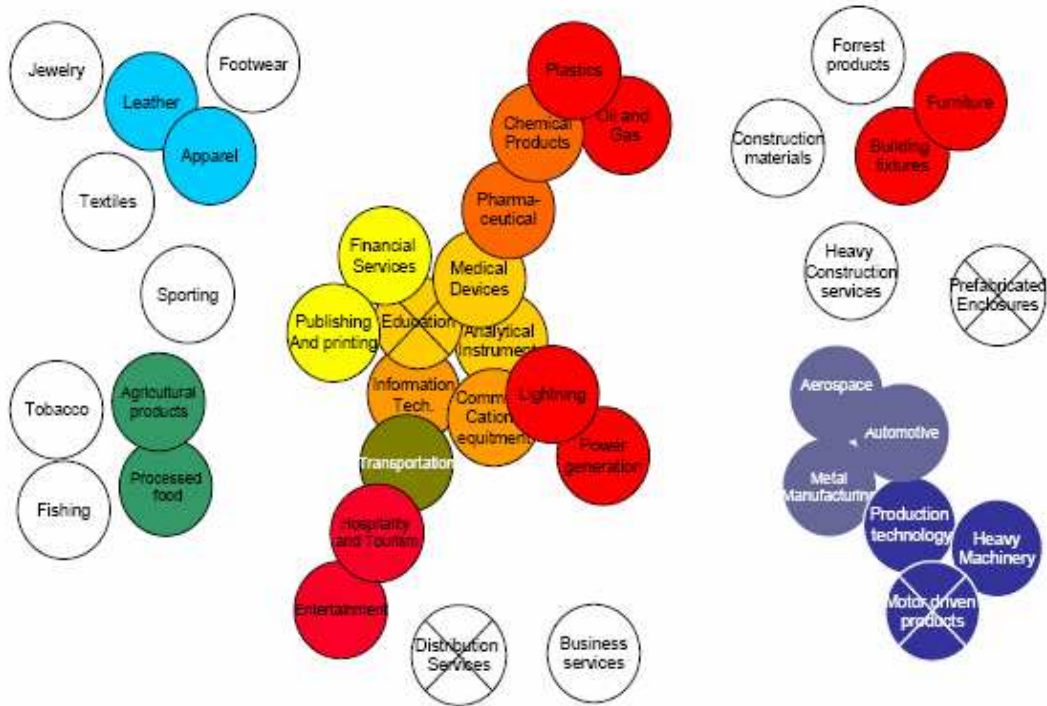 Jewelry
Footwear
Leather
Apparel
Textiles
Sporting
Tobacco
Agricultural
products
Processed
food
Fishing
Plastics
Oil and
Gas
Chemical
Products
Pharma-
ceutical
Financial
Services
Medical
Devices
Publishing
And printing
Education
Analytical
Instrument
Information
Tech.
Commu
Cation
equitment
Lightning
Power
generation
Transportation
Hospitality
and Tourism
Entertainment
Distribution
Services
Business
services
Forrest
products
Furniture
Construction
materials
Building
fixtures
Heavy
Construction
services
Prefabricated
Enclosures
Aerospace
Automotive
Metal
Manufacturing
Production
technology
Heavy
Machinery
Motor driven
products